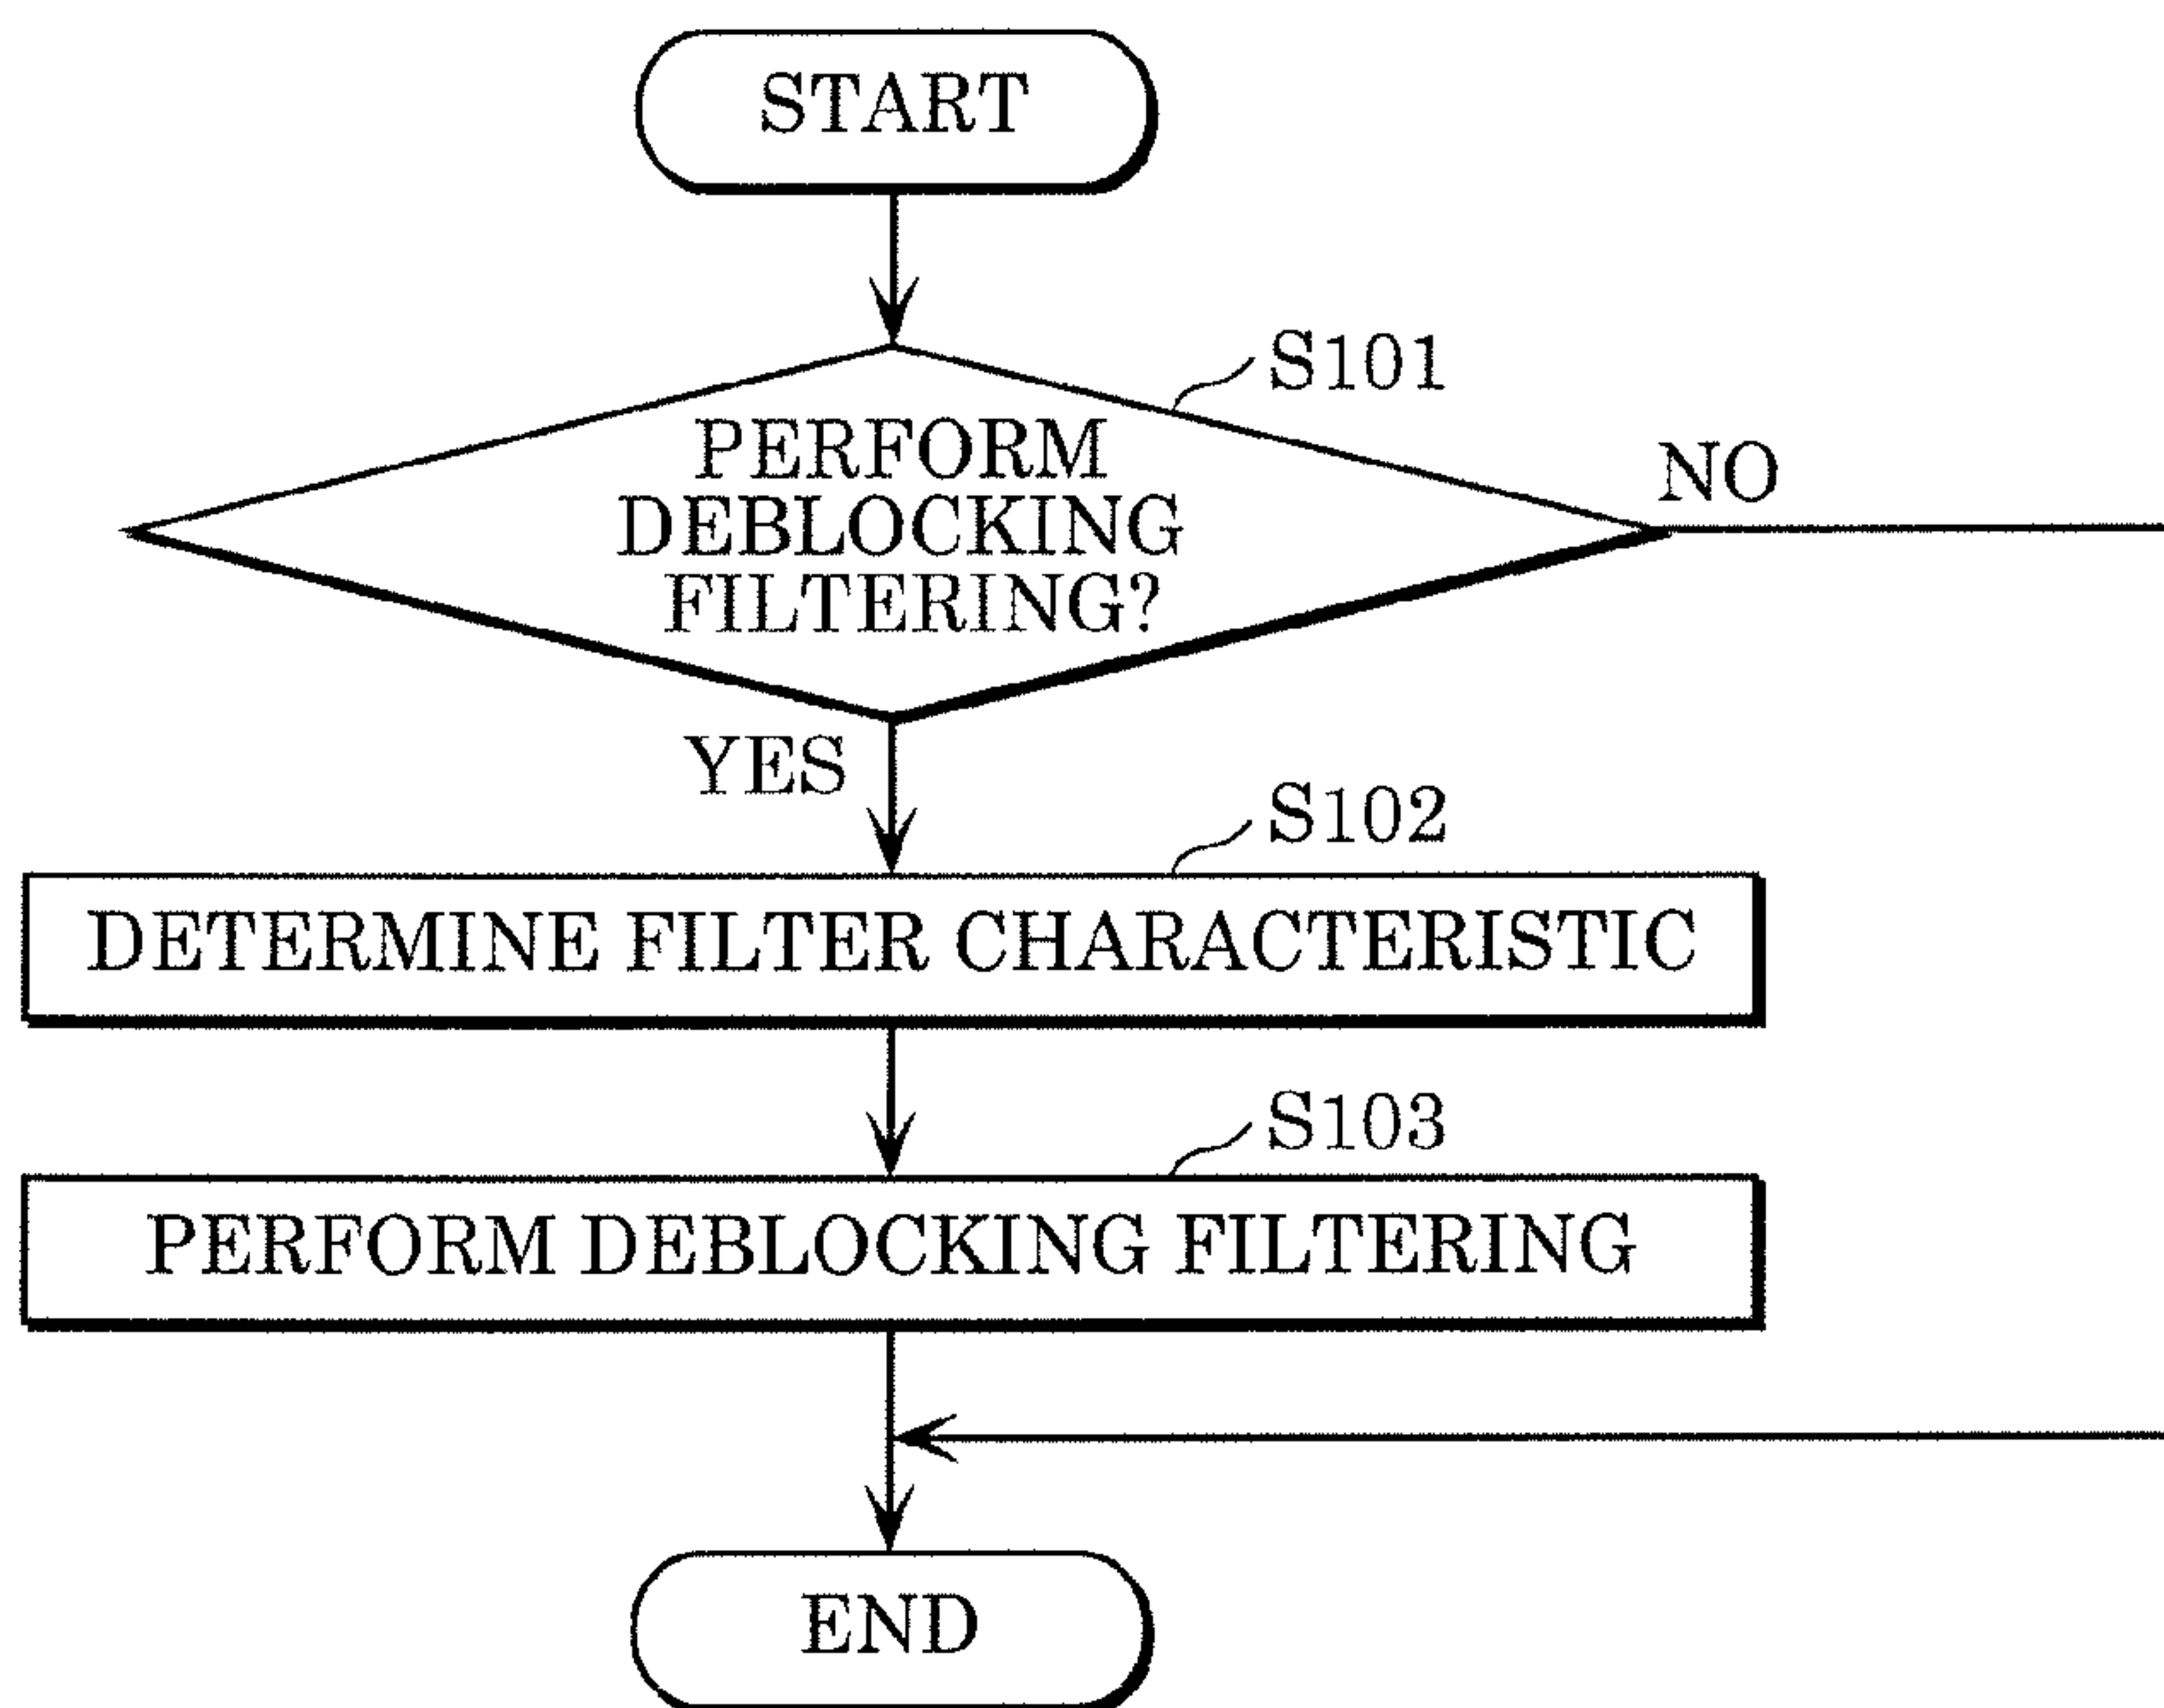 START
S101
PERFORM
DEBLOCKING
FILTERING?
NO
YES
S102
DETERMINE FILTER CHARACTERISTIC
S103
PERFORM DEBLOCKING FILTERING
END